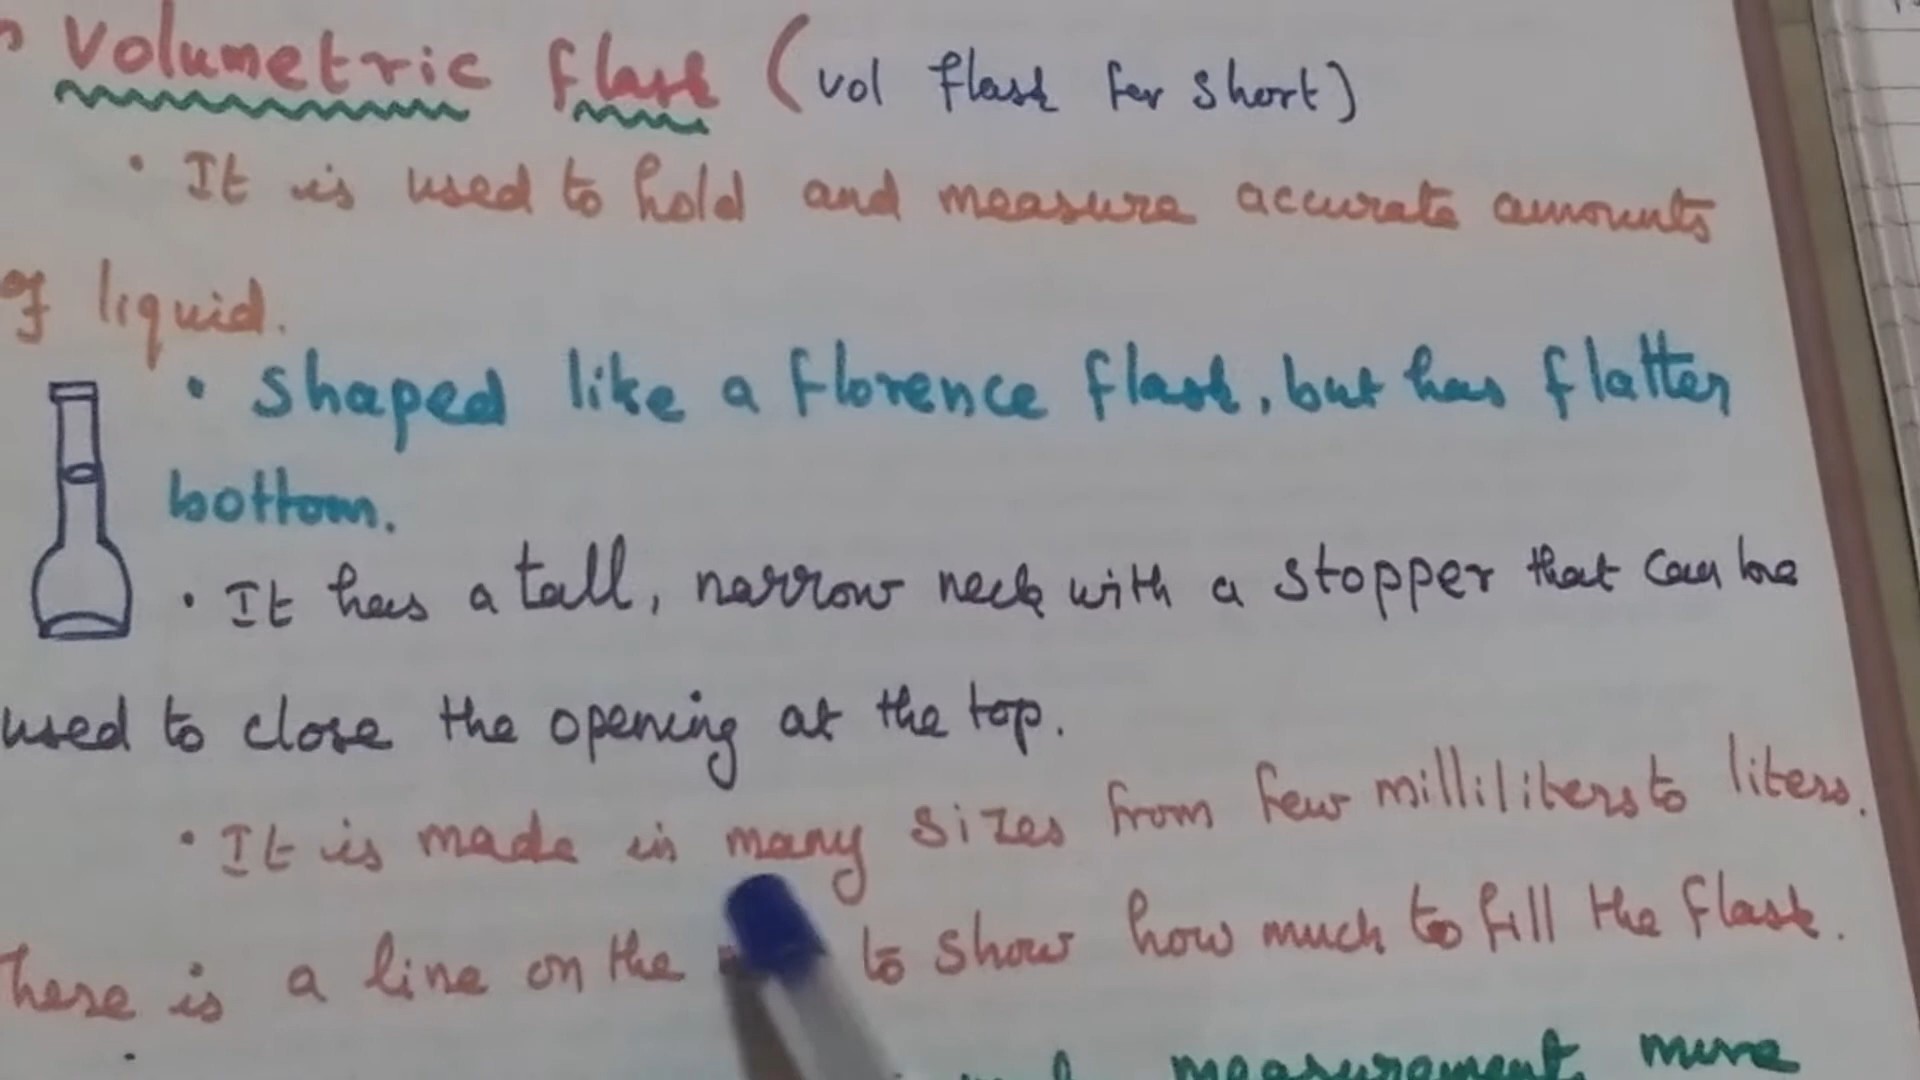 Volumetric flask (vol flask for short)
• It is used to hold and measure accurate amounts
of liquid.
• Shaped like a florence flask, but has flatter
bottom.
• It has a tall, narrow neck with a stopper that can be
used to close the opening at the top.
• It is made in many sizes from few milliliters to liters.
There is a line on the to show how much to fill the flask.
measurement more